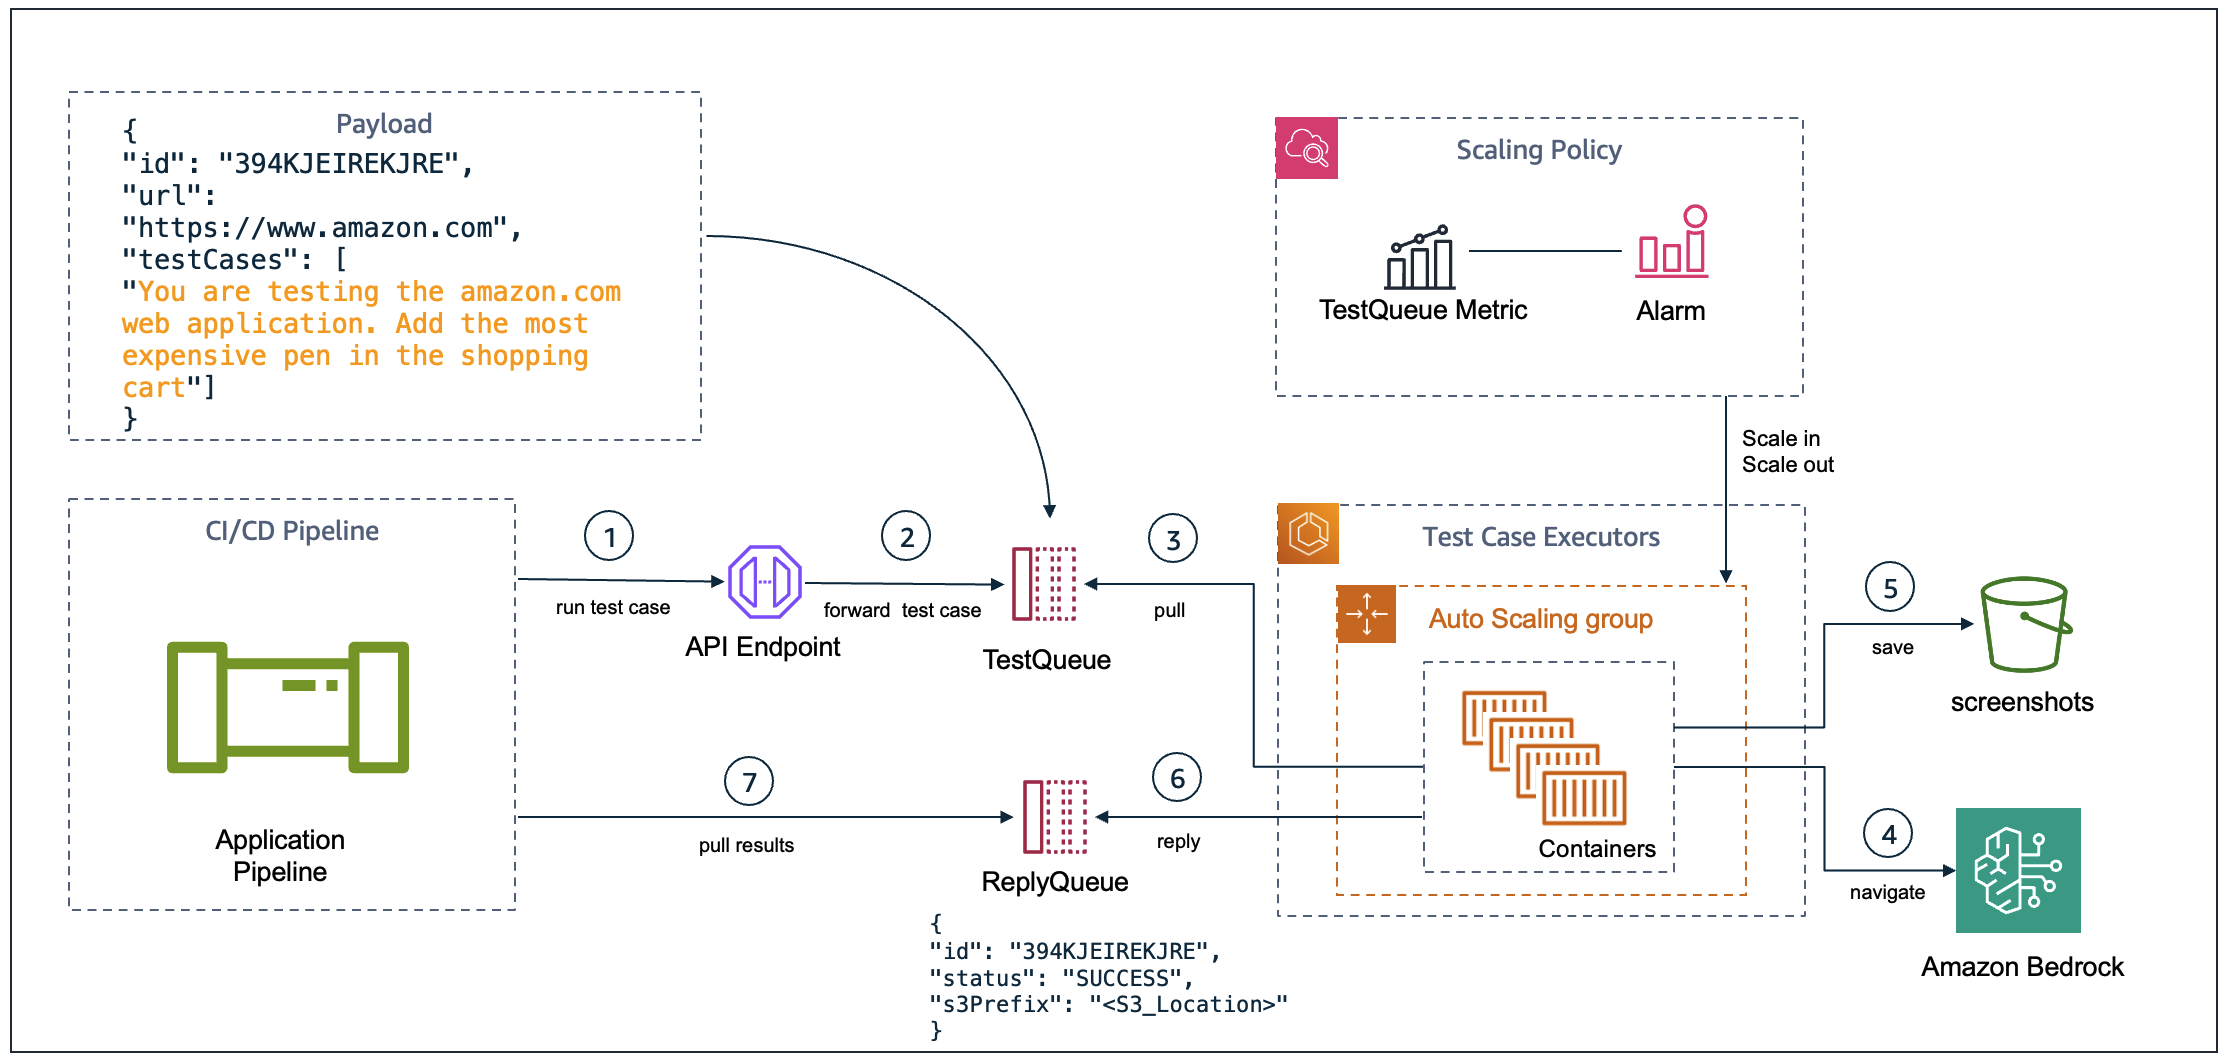 Payload
{
"id": "394KJEIREKJRE",
"url":
"https://www.amazon.com",
"testCases": [
"You are testing the amazon.com
web application. Add the most
expensive pen in the shopping
cart"]
}
Scaling Policy
TestQueue Metric
Alarm
Scale in
Scale out
CI/CD Pipeline
Application
Pipeline
1
run test case
API Endpoint
2
forward test case
TestQueue
3
pull
Test Case Executors
Auto Scaling group
Containers
5
save
screenshots
4
navigate
Amazon Bedrock
7
pull results
6
reply
ReplyQueue
{
"id": "394KJEIREKJRE",
"status": "SUCCESS",
"s3Prefix": "<S3_Location>"
}